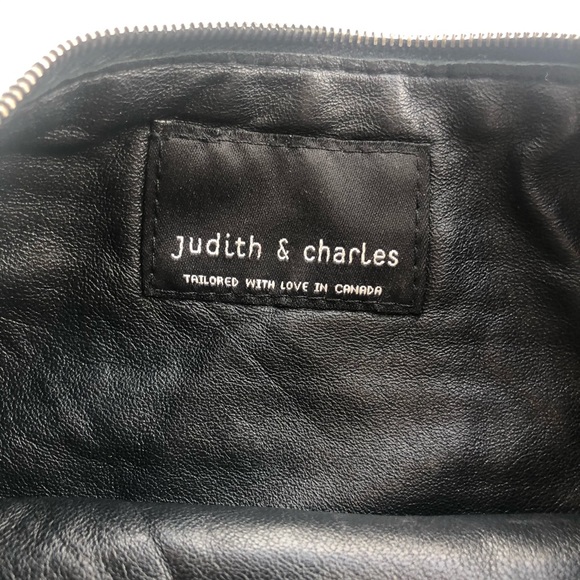 judith & charles
TAILORED WITH LOVE IN CANADA